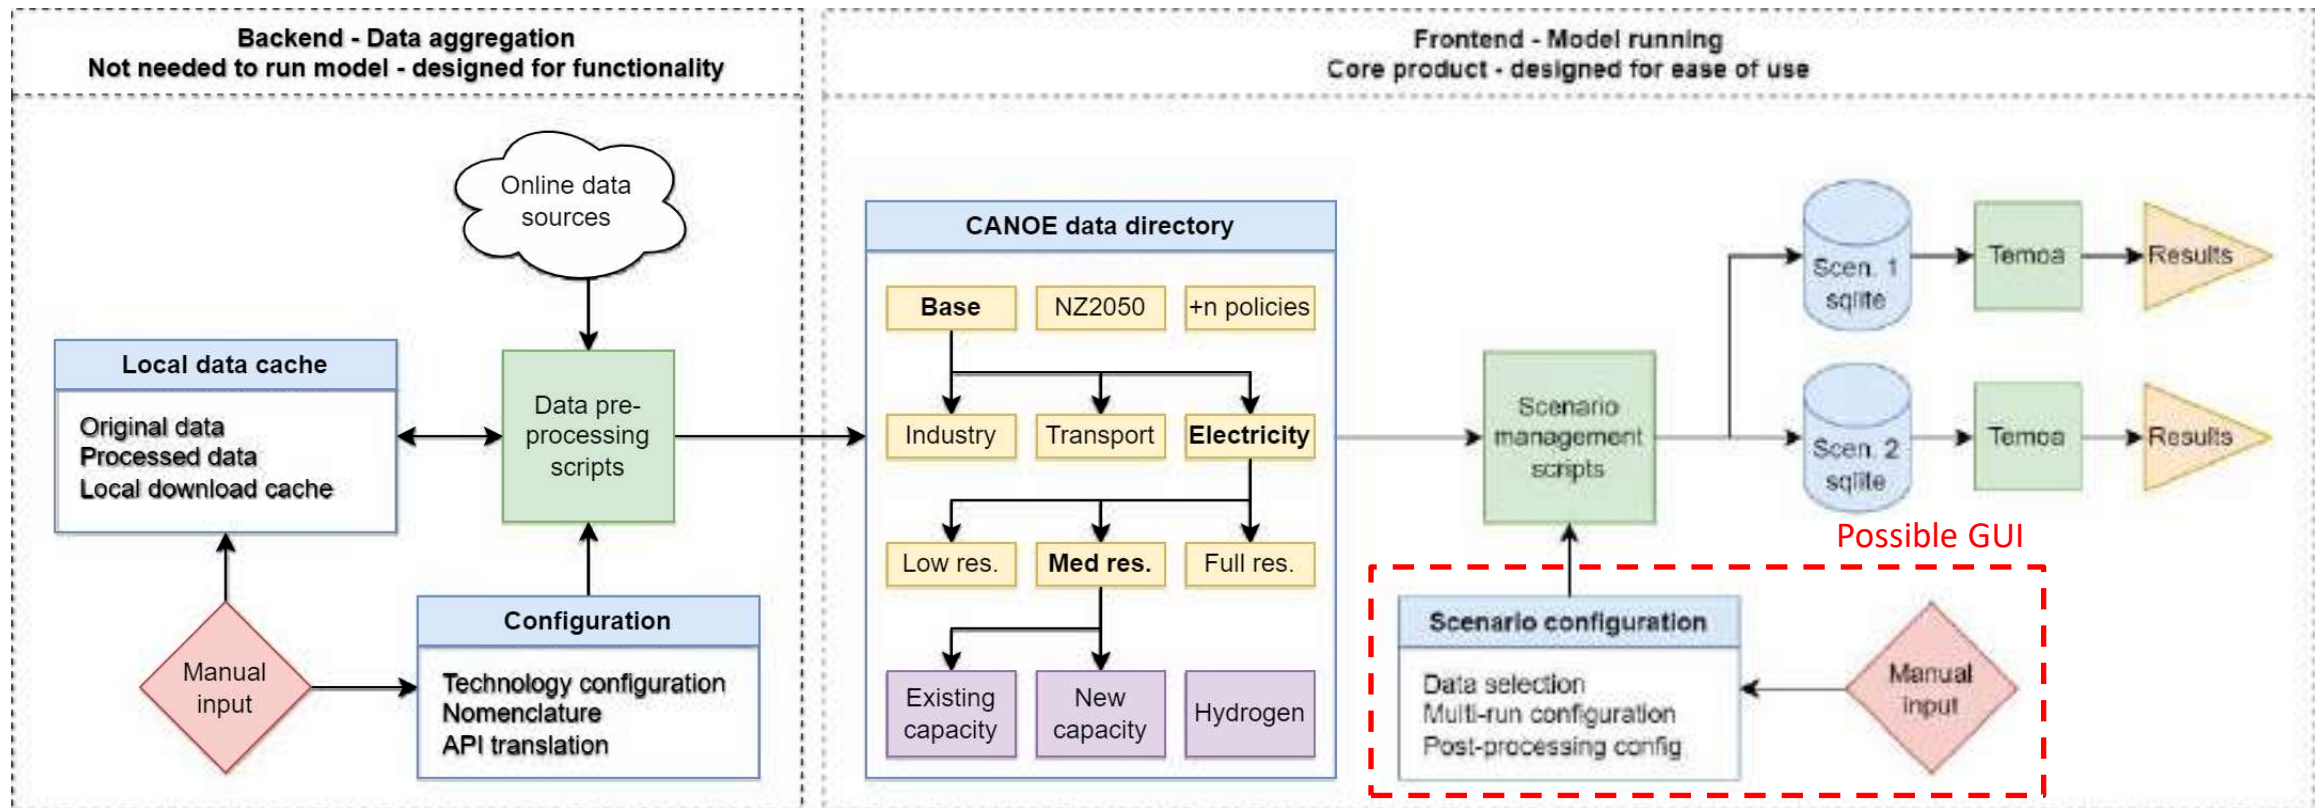 Backend - Data aggregation
Not needed to run model - designed for functionality
Online data
sources
Local data cache
Original data
Processed data
Local download cache
Data pre-
processing
scripts
Manual
input
Configuration
Technology configuration
Nomenclature
API translation
Frontend - Model running
Core product - designed for ease of use
CANOE data directory
Base
NZ2050
+n policies
Industry
Transport
Electricity
Low res.
Med res.
Full res.
Existing
capacity
New
capacity
Hydrogen
Scenario
management
scripts
Scen. 1
sqlite
Temoa
Results
Scen. 2
sqlite
Temoa
Results
Possible GUI
Scenario configuration
Data selection
Multi-run configuration
Post-processing config
Manual
input